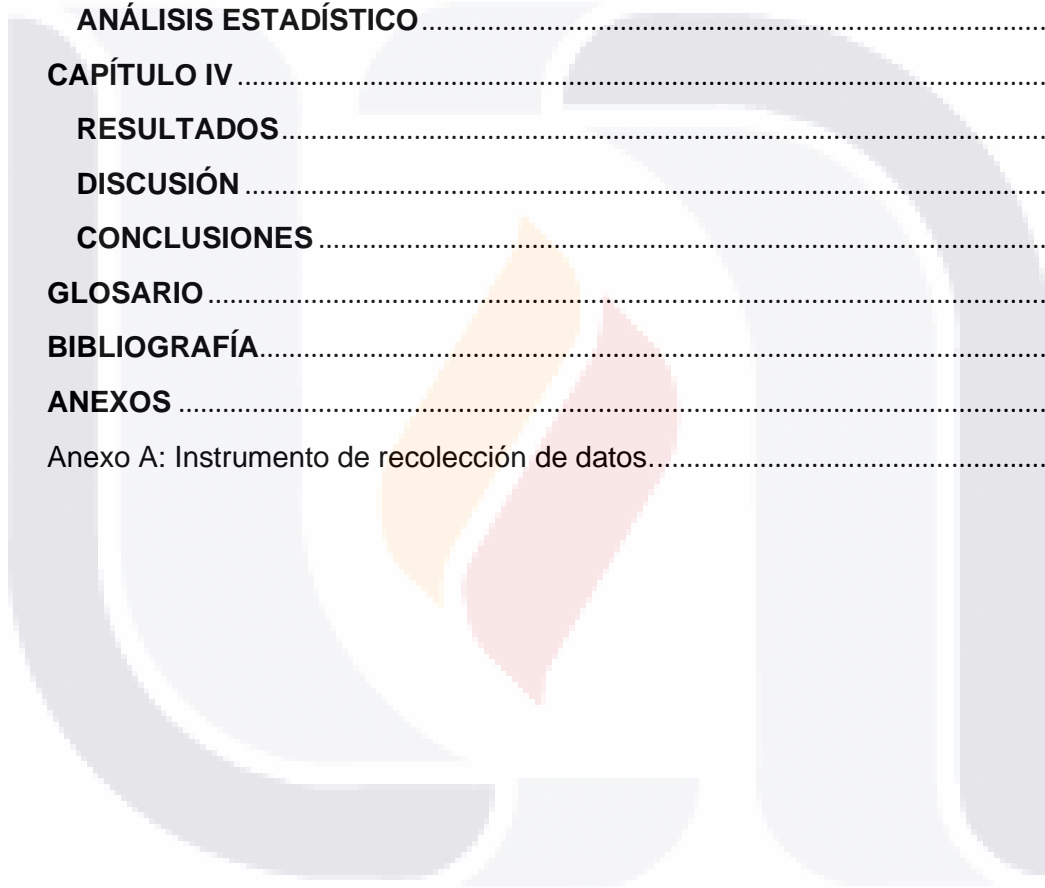 ANÁLISIS ESTADÍSTICO................................................................................
CAPÍTULO IV................................................................................
RESULTADOS................................................................................
DISCUSIÓN................................................................................
CONCLUSIONES................................................................................
GLOSARIO................................................................................
BIBLIOGRAFÍA................................................................................
ANEXOS................................................................................
Anexo A: Instrumento de recolección de datos................................................................................